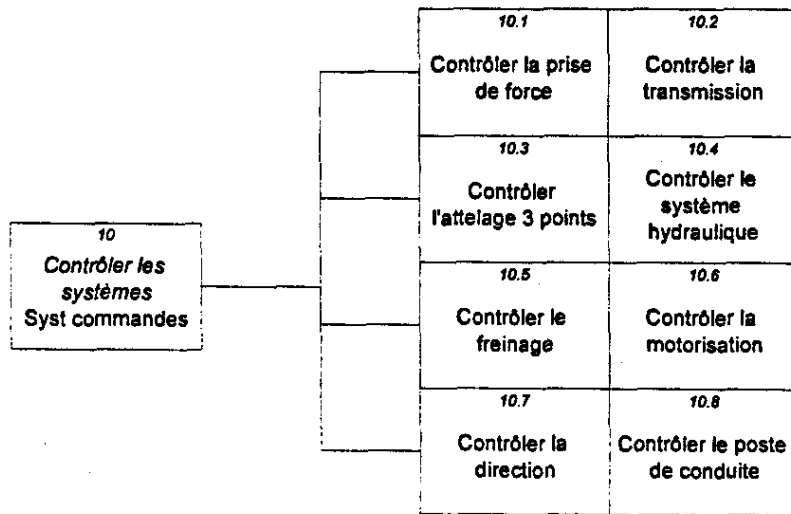 10.1
Contrôler la prise
de force
10.2
Contrôler la
transmission
10.3
Contrôler
l'attelage 3 points
10.4
Contrôler le
système
hydraulique
10
Contrôler les
systèmes
Syst commandes
10.5
Contrôler le
freinage
10.6
Contrôler la
motorisation
10.7
Contrôler la
direction
10.8
Contrôler le poste
de conduite